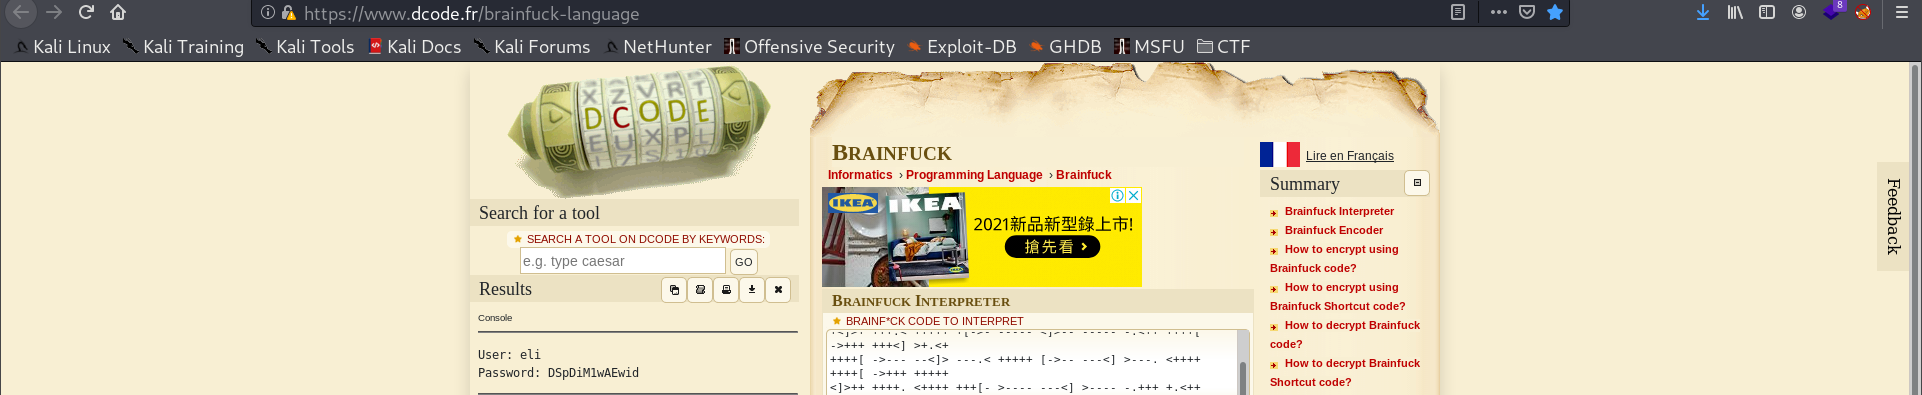 https://www.dcode.fr/brainfuck-language
8
Kali Linux Kali Training Kali Tools Kali Docs Kali Forums NetHunter Offensive Security Exploit-DB GHDB MSFU CTF
XZVRT
DCODE
EUXPL
Search for a tool
SEARCH A TOOL ON DCODE BY KEYWORDS:
e.g. type caesar
GO
Results
Console
User: eli
Password: DSpDiM1wAEwid
BRAINFUCK
Informatics › Programming Language › Brainfuck
IKEA
IKEA
2021新品新型錄上市!
搶先看 >
IKEA
BRAINFUCK INTERPRETER
BRAINF*CK CODE TO INTERPRET
->+++ +++<] >+.<+
++++[ ->--- --<]> ---.< +++++ [->-- ---<] >---. <++++
++++[ ->+++ +++++
<]>++ ++++. <++++ +++[- >---- ---<] >---- -.+++ +.<++
Lire en Français
Summary
Brainfuck Interpreter
Brainfuck Encoder
How to encrypt using
Brainfuck code?
How to encrypt using
Brainfuck Shortcut code?
How to decrypt Brainfuck
code?
How to decrypt Brainfuck
Shortcut code?
Feedback